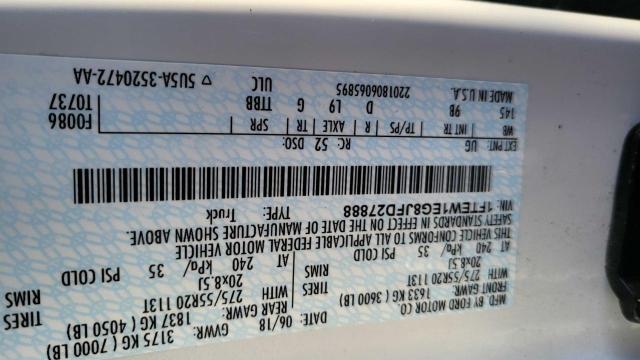 MFD BY FORD MOTOR CO
DATE: 06/18 GVWR: 3175 KG ( 7000 LB)
FRONT GAWR: REAR GAWR:
1633 KG ( 3600 LB) 1837 KG ( 4050 LB)
WITH 275/55R20 113T WITH 275/55R20 113T
TIRES TIRES
20x8.5J RIMS 20x8.5J RIMS
AT 240 kPa/ 35 PSI COLD AT 240 kPa/ 35 PSI COLD
THIS VEHICLE CONFORMS TO ALL APPLICABLE FEDERAL MOTOR VEHICLE
SAFETY STANDARDS IN EFFECT ON THE DATE OF MANUFACTURE SHOWN ABOVE.
VIN: 1FTEW1EG8JFD27888
TYPE: Truck
EXT PNT: UG RC: 52 DSO: F0086
WB INT TR TP/PS R AXLE TR SPR T0737
145 9B D L9 G TTBB
MADE IN U.S.A. 220180605895 ULC
5U5A-3520472-AA